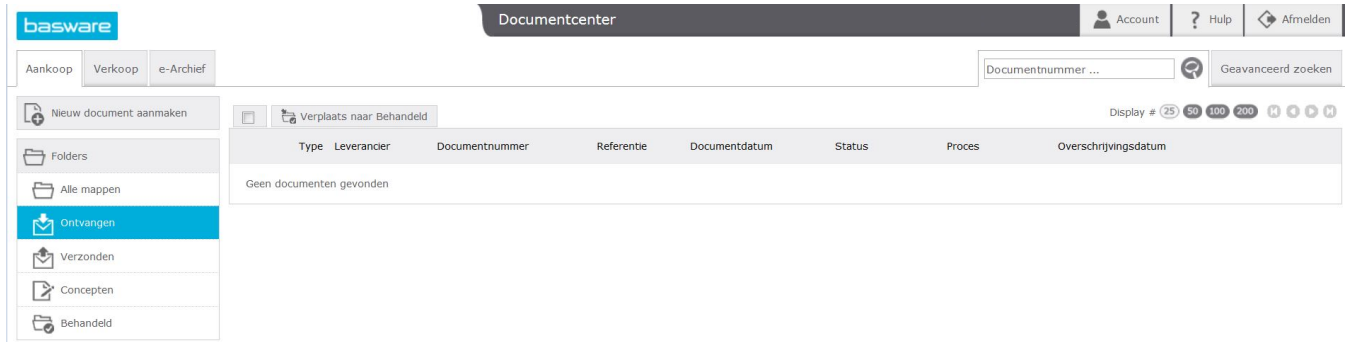 basware
Documentcenter
Account
? Hulp
Afmelden
Aankoop
Verkoop
e-Archief
Documentnummer ...
Geavanceerd zoeken
Nieuw document aanmaken
Verplaats naar Behandeld
Display # 25 50 100 200
Folders
Type Leverancier Documentnummer Referentie Documentdatum Status Proces Overschrijvingsdatum
Geen documenten gevonden
Alle mappen
Ontvangen
Verzonden
Concepten
Behandeld